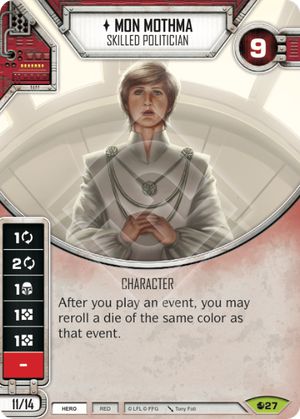 MON MOTHMA
SKILLED POLITICIAN
9
1
2
1
1
1
-
CHARACTER
After you play an event, you may
reroll a die of the same color as
that event.
11/14
HERO
RED
© LFL © FFG
Tony Foti
27